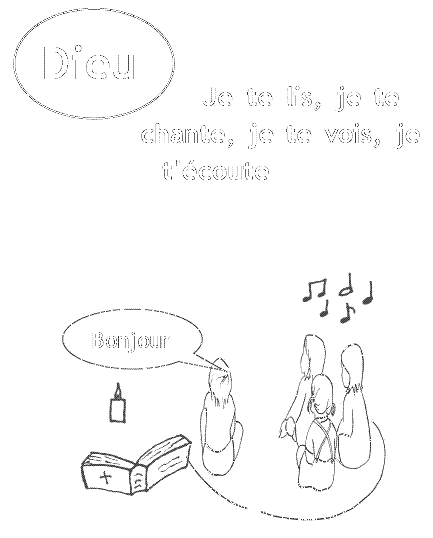 Dieu
Je te lis, je te
chante, je te vois, je
t'écoute
Bonjour